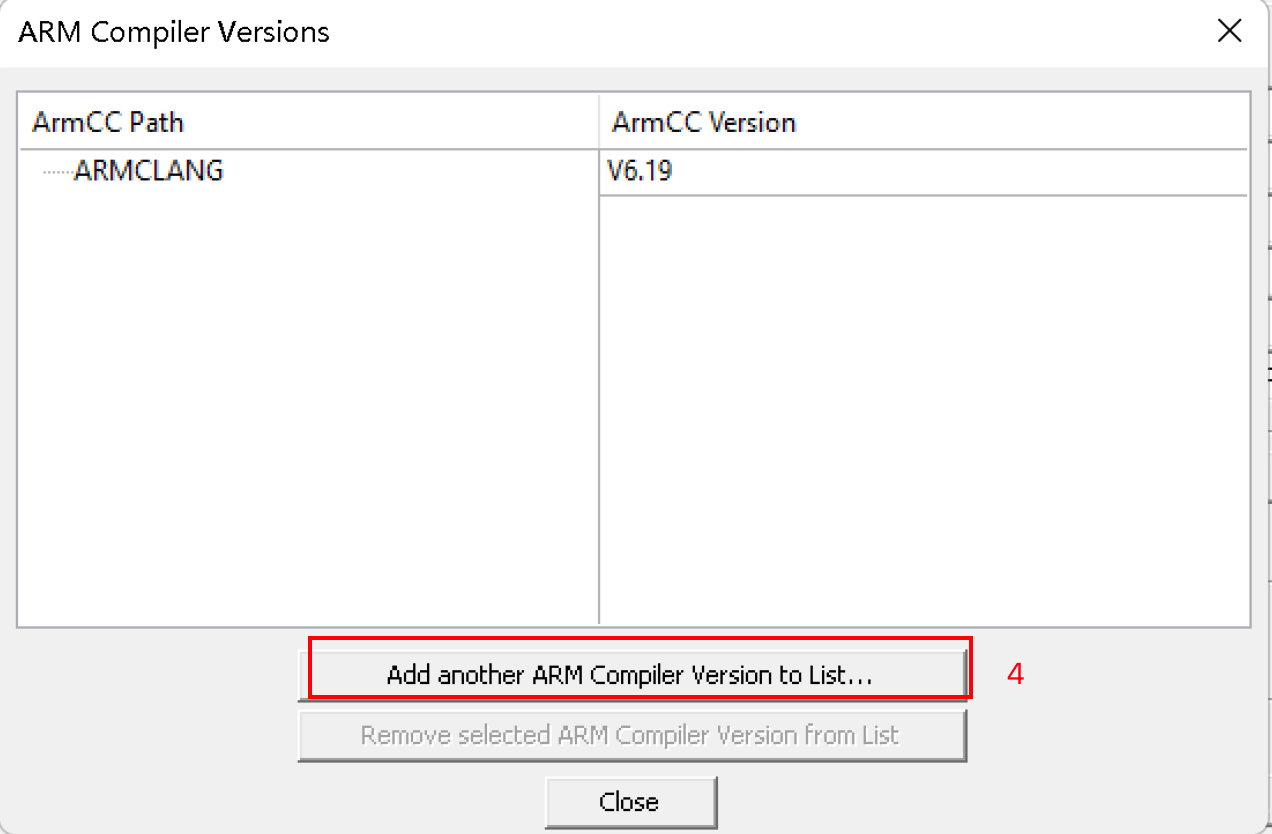 ARM Compiler Versions
ArmCC Path
ArmCC Version
ARMCLANG
V6.19
Add another ARM Compiler Version to List...
4
Remove selected ARM Compiler Version from List
Close